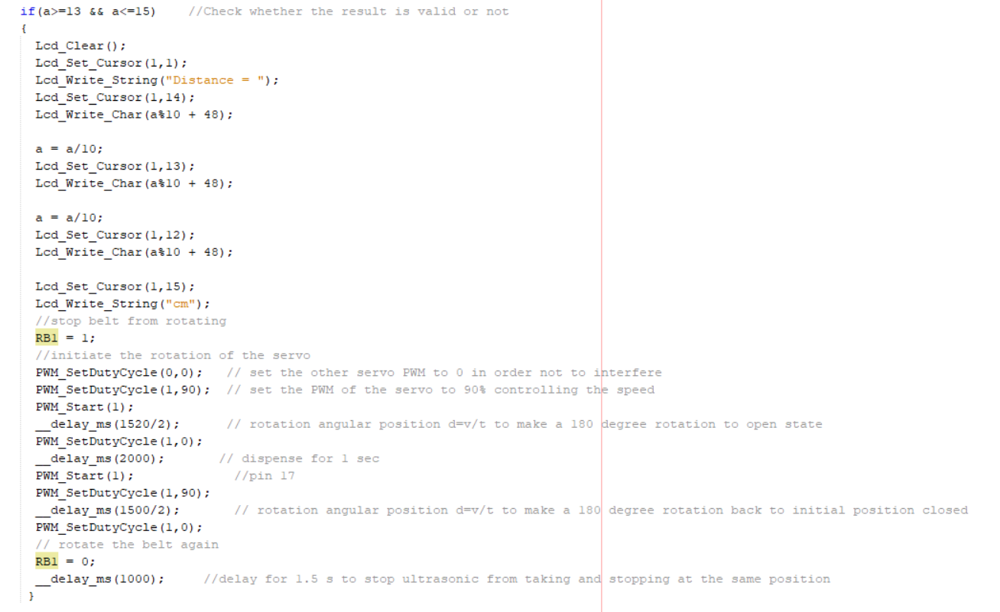 if(a>=13 && a<=15)    //Check whether the result is valid or not
{
Lcd_Clear();
Lcd_Set_Cursor(1,1);
Lcd_Write_String("Distance = ");
Lcd_Set_Cursor(1,14);
Lcd_Write_Char(a%10 + 48);

a = a/10;
Lcd_Set_Cursor(1,13);
Lcd_Write_Char(a%10 + 48);

a = a/10;
Lcd_Set_Cursor(1,12);
Lcd_Write_Char(a%10 + 48);

Lcd_Set_Cursor(1,15);
Lcd_Write_String("cm");
//stop belt from rotating
RB1 = 1;
//initiate the rotation of the servo
PWM_SetDutyCycle(0,0);   // set the other servo PWM to 0 in order not to interfere
PWM_SetDutyCycle(1,90);  // set the PWM of the servo to 90% controlling the speed
PWM_Start(1);
__delay_ms(1520/2);      // rotation angular position d=v/t to make a 180 degree rotation to open state
PWM_SetDutyCycle(1,0);
__delay_ms(2000);       // dispense for 1 sec
PWM_Start(1);             //pin 17
PWM_SetDutyCycle(1,90);
__delay_ms(1500/2);       // rotation angular position d=v/t to make a 180 degree rotation back to initial position closed
PWM_SetDutyCycle(1,0);
// rotate the belt again
RB1 = 0;
__delay_ms(1000);     //delay for 1.5 s to stop ultrasonic from taking and stopping at the same position
}